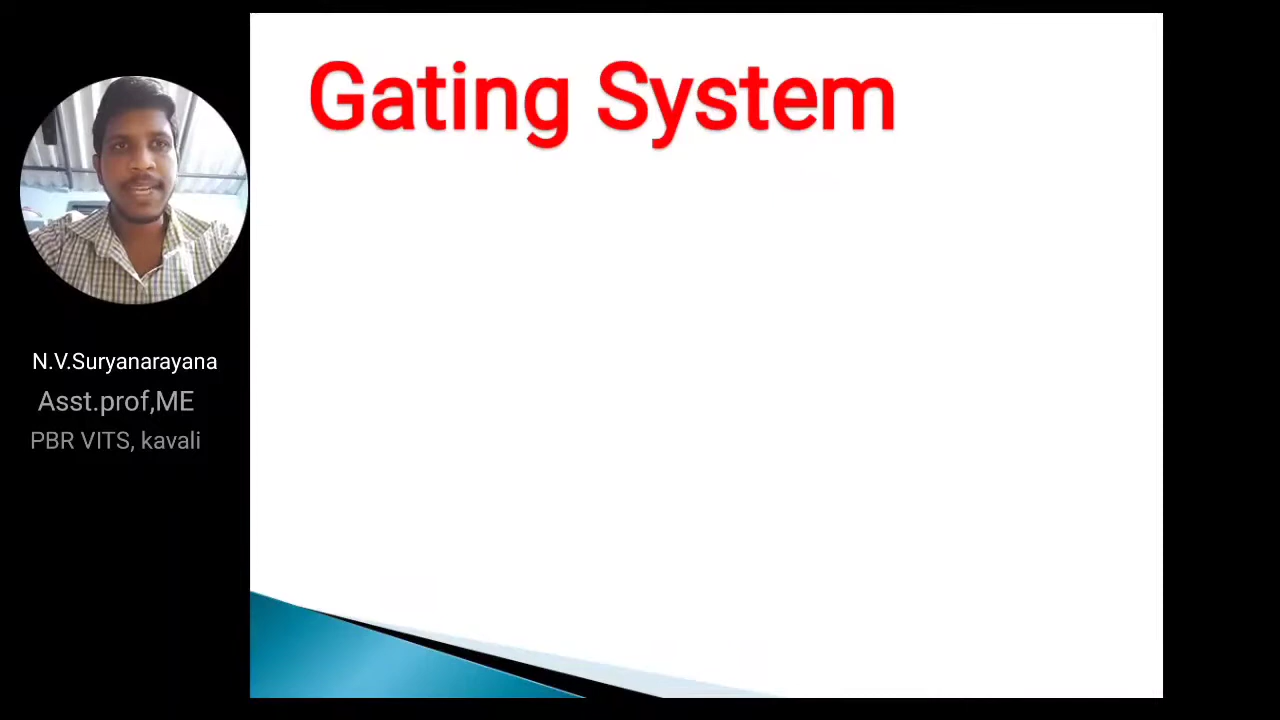 Gating System
N.V.Suryanarayana
Asst.prof,ME
PBR VITS, kavali